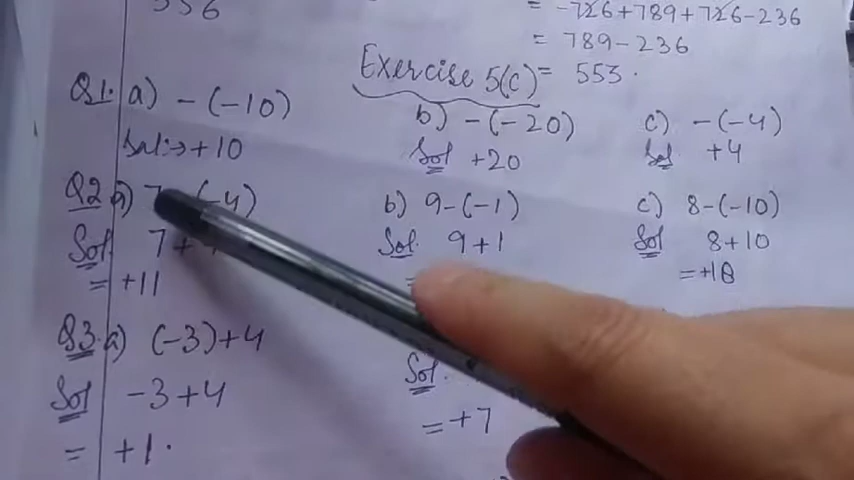 556
= -726+789+726-236
= 789-236
Exercise 5(C) = 553.
Q1. a) -(-10) b) -(-20) c) -(-4)
Sol:→ +10 Sol +20 Sol +4
Q2 a) 7 (-4) b) 9-(-1) c) 8-(-10)
Sol. 7+ Sol. 9+1 Sol 8+10
= +11 = =+18
Q3. a) (-3)+4
Sol -3+4 Sol.
= +1. = +7